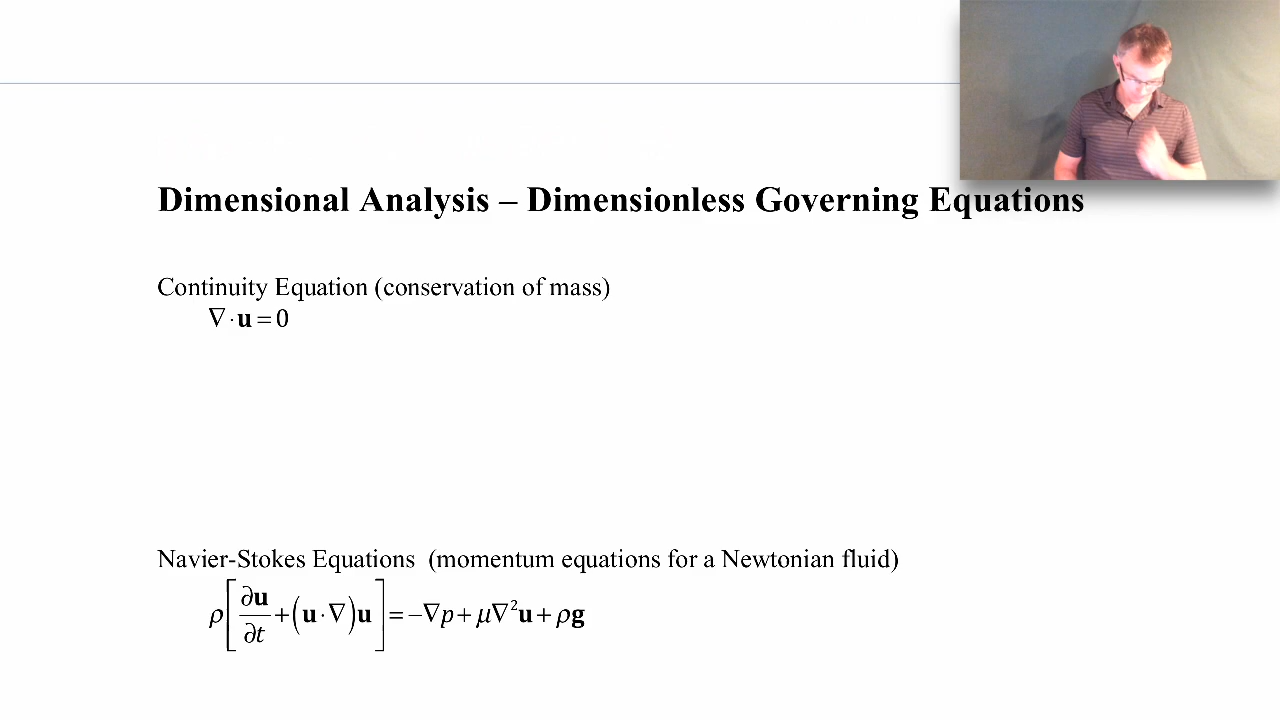 Dimensional Analysis – Dimensionless Governing Equations
Continuity Equation (conservation of mass)
∇·u=0
Navier-Stokes Equations (momentum equations for a Newtonian fluid)
ρ[∂u/∂t+(u·∇)u]=−∇p+μ∇²u+ρg